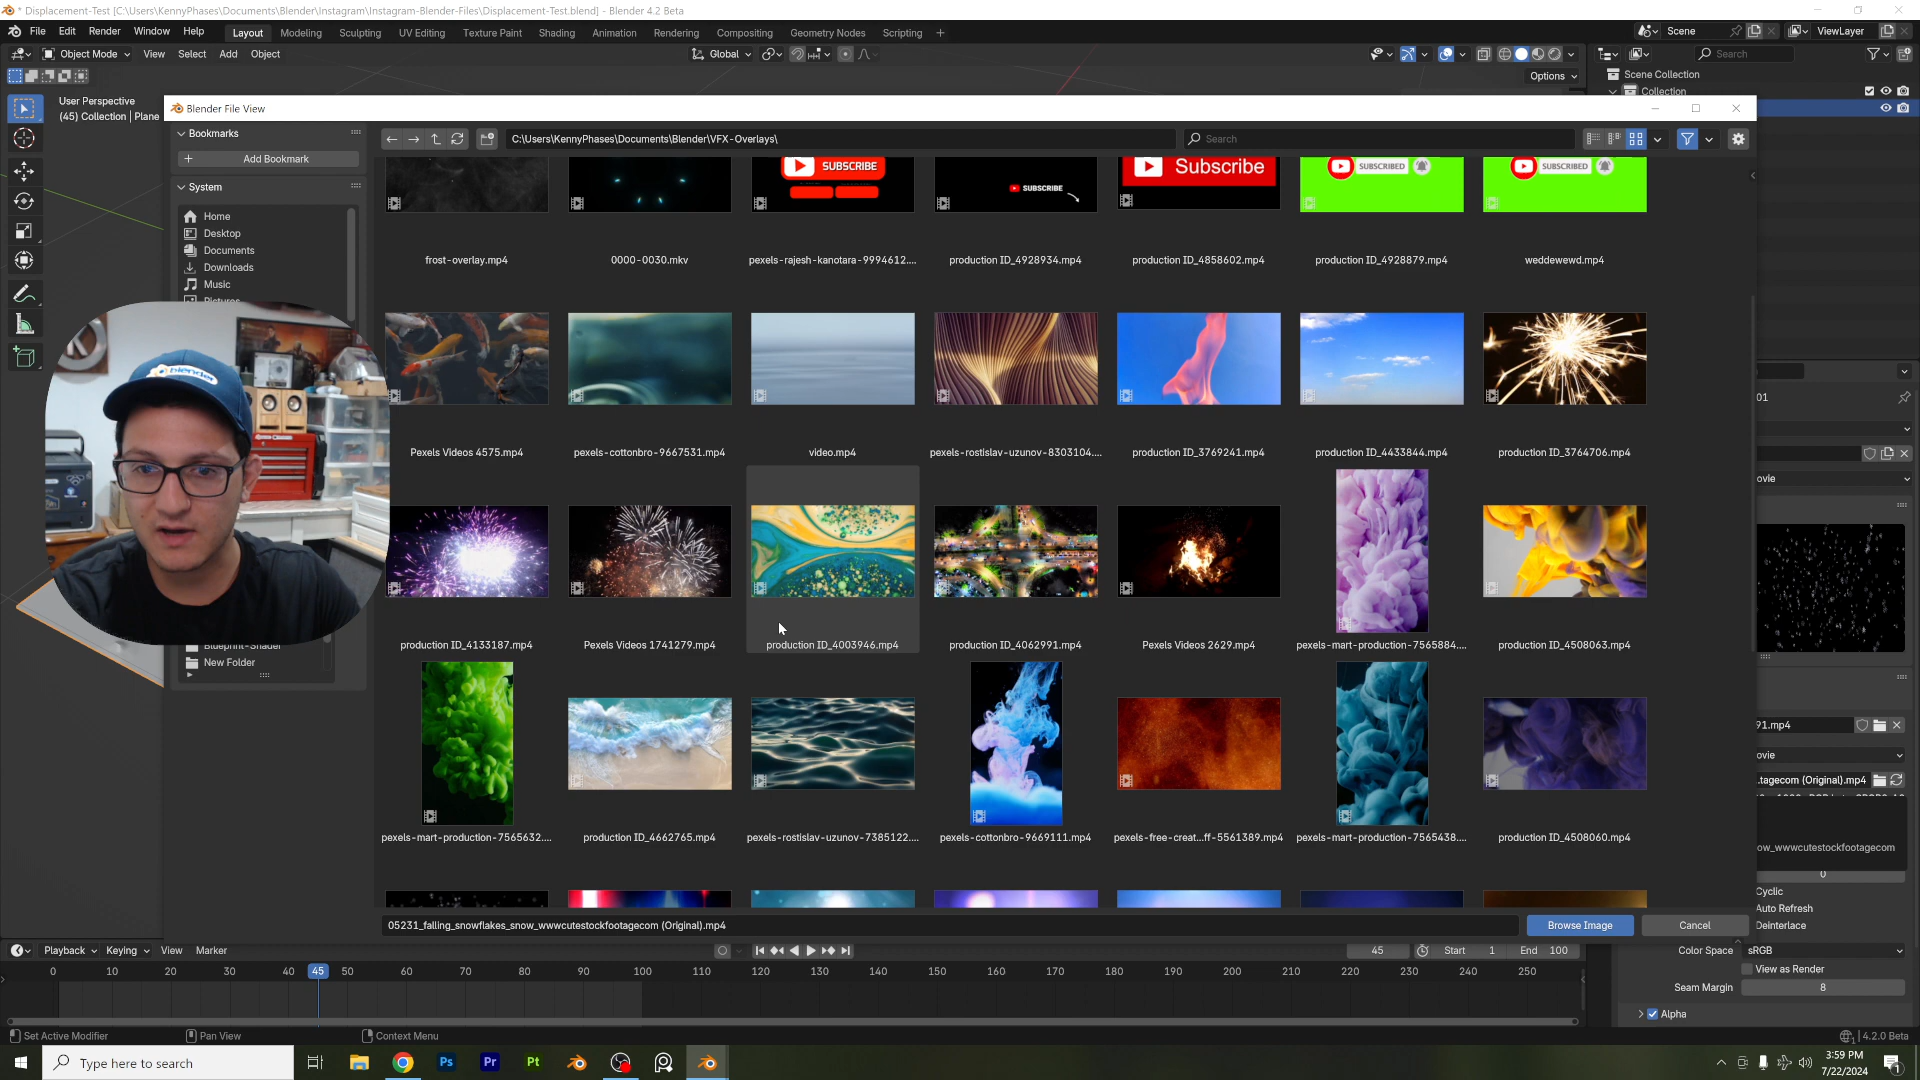 * Displacement-Test [C:\Users\KennyPhases\Documents\Blender\Instagram\Instagram-Blender-Files\Displacement-Test.blend] - Blender 4.2 Beta
File Edit Render Window Help Layout Modeling Sculpting UV Editing Texture Paint Shading Animation Rendering Compositing Geometry Nodes Scripting + Scene ViewLayer
Object Mode View Select Add Object Global Search
Options Scene Collection
User Perspective Collection
(45) Collection | Plane
Blender File View
Bookmarks
C:\Users\KennyPhases\Documents\Blender\VFX-Overlays\ Search
Add Bookmark
System
Home
Desktop
Documents
Downloads
Music
Pictures
Blueprint-Shader
New Folder
SUBSCRIBE SUBSCRIBE Subscribe SUBSCRIBED SUBSCRIBED
frost-overlay.mp4 0000-0030.mkv pexels-rajesh-kanotara-9994612.... production ID_4928934.mp4 production ID_4858602.mp4 production ID_4928879.mp4 weddewewd.mp4
Pexels Videos 4575.mp4 pexels-cottonbro-9667531.mp4 video.mp4 pexels-rostislav-uzunov-8303104.... production ID_3769241.mp4 production ID_4433844.mp4 production ID_3764706.mp4
production ID_4133187.mp4 Pexels Videos 1741279.mp4 production ID_4003946.mp4 production ID_4062991.mp4 Pexels Videos 2629.mp4 pexels-mart-production-7565884.... production ID_4508063.mp4
pexels-mart-production-7565632.... production ID_4662765.mp4 pexels-rostislav-uzunov-7385122.... pexels-cottonbro-9669111.mp4 pexels-free-creat...ff-5561389.mp4 pexels-mart-production-7565438.... production ID_4508060.mp4
05231_falling_snowflakes_snow_wwwcutestockfootagecom (Original).mp4 Browse Image Cancel
blender
01
ovie
91.mp4
ovie
.tagecom (Original).mp4
ow_wwwcutestockfootagecom
0
Cyclic
Auto Refresh
Deinterlace
Color Space sRGB
View as Render
Seam Margin 8
Alpha
Playback Keying View Marker 45 Start 1 End 100
0 10 20 30 40 45 50 60 70 80 90 100 110 120 130 140 150 160 170 180 190 200 210 220 230 240 250
Set Active Modifier Pan View Context Menu 4.2.0 Beta
Type here to search Ps Pr Pt 3:59 PM
7/22/2024 1